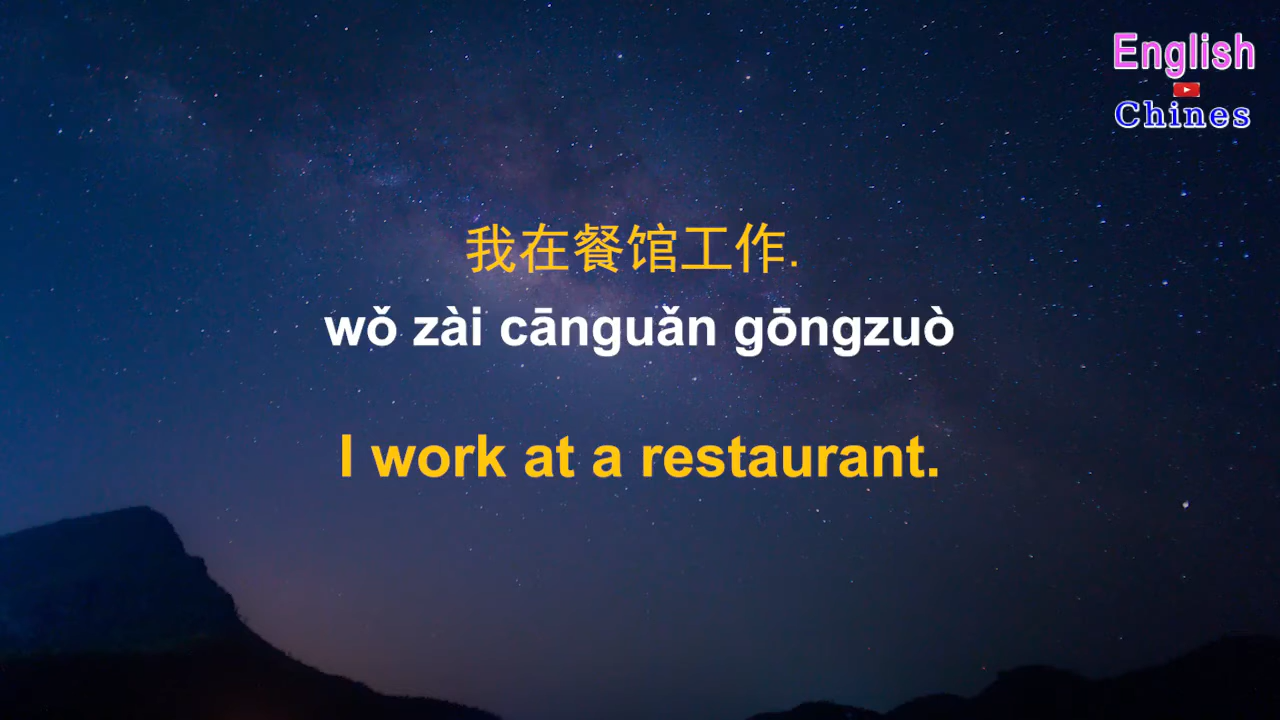 English
Chines
我在餐馆工作.
wǒ zài cānguǎn gōngzuò
I work at a restaurant.